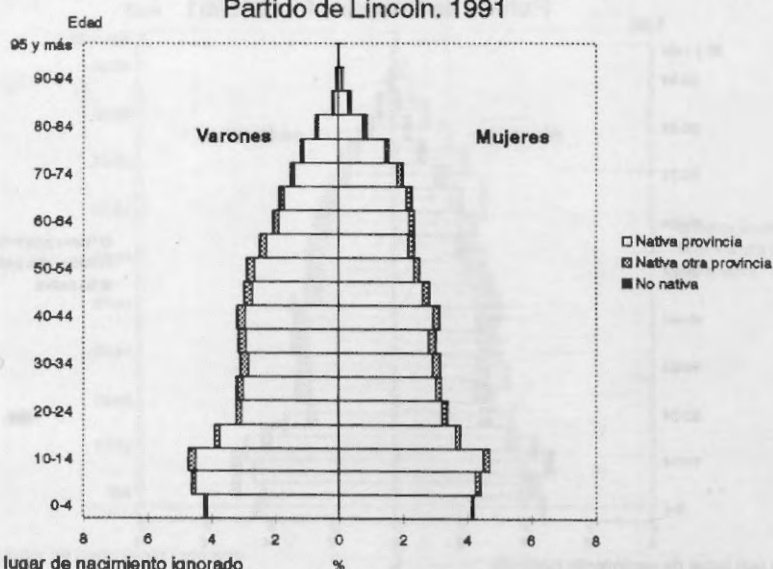 Partido de Lincoln. 1991
Edad
95 y más
90-94
80-84
70-74
60-64
50-54
40-44
30-34
20-24
10-14
0-4
Varones
Mujeres
Nativa provincia
Nativa otra provincia
No nativa
8 6 4 2 0 2 4 6 8
%
lugar de nacimiento ignorado